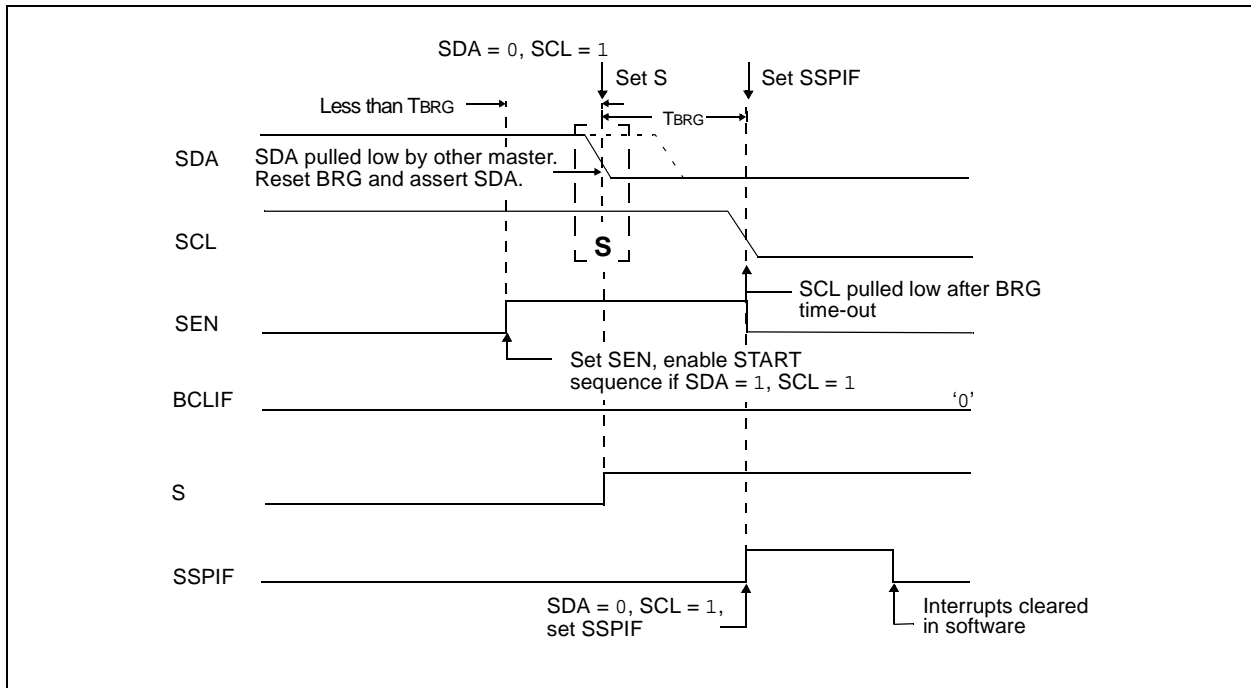 SDA = 0, SCL = 1
Set S
Set SSPIF
Less than TBRG
TBRG
SDA
SDA pulled low by other master.
Reset BRG and assert SDA.
SCL
S
SCL pulled low after BRG
time-out
SEN
Set SEN, enable START
sequence if SDA = 1, SCL = 1
BCLIF
‘0’
S
SSPIF
SDA = 0, SCL = 1,
set SSPIF
Interrupts cleared
in software